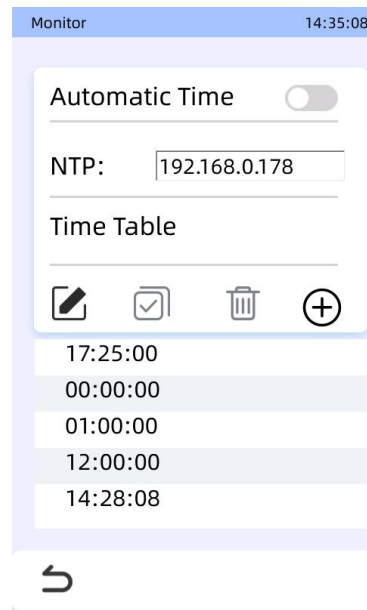 Monitor 14:35:08
Automatic Time
NTP: 192.168.0.178
Time Table
17:25:00
00:00:00
01:00:00
12:00:00
14:28:08